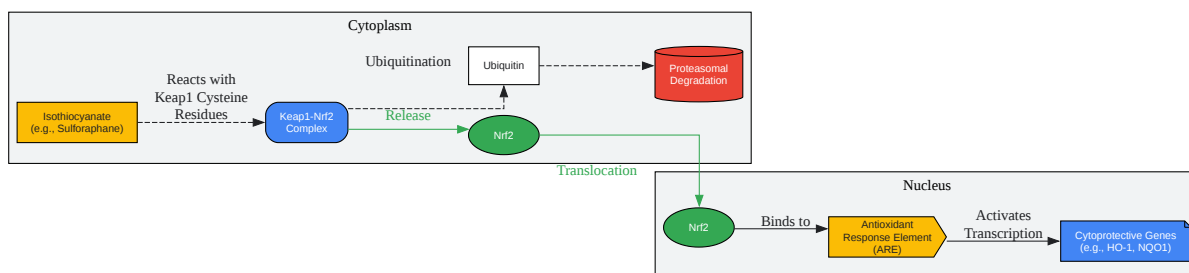 Cytoplasm
Isothiocyanate
(e.g., Sulforaphane)
Reacts with
Keap1 Cysteine
Residues
Keap1-Nrf2
Complex
Ubiquitination
Ubiquitin
Proteasomal
Degradation
Release
Nrf2
Translocation
Nucleus
Nrf2
Binds to
Antioxidant
Response Element
(ARE)
Activates
Transcription
Cytoprotective Genes
(e.g., HO-1, NQO1)